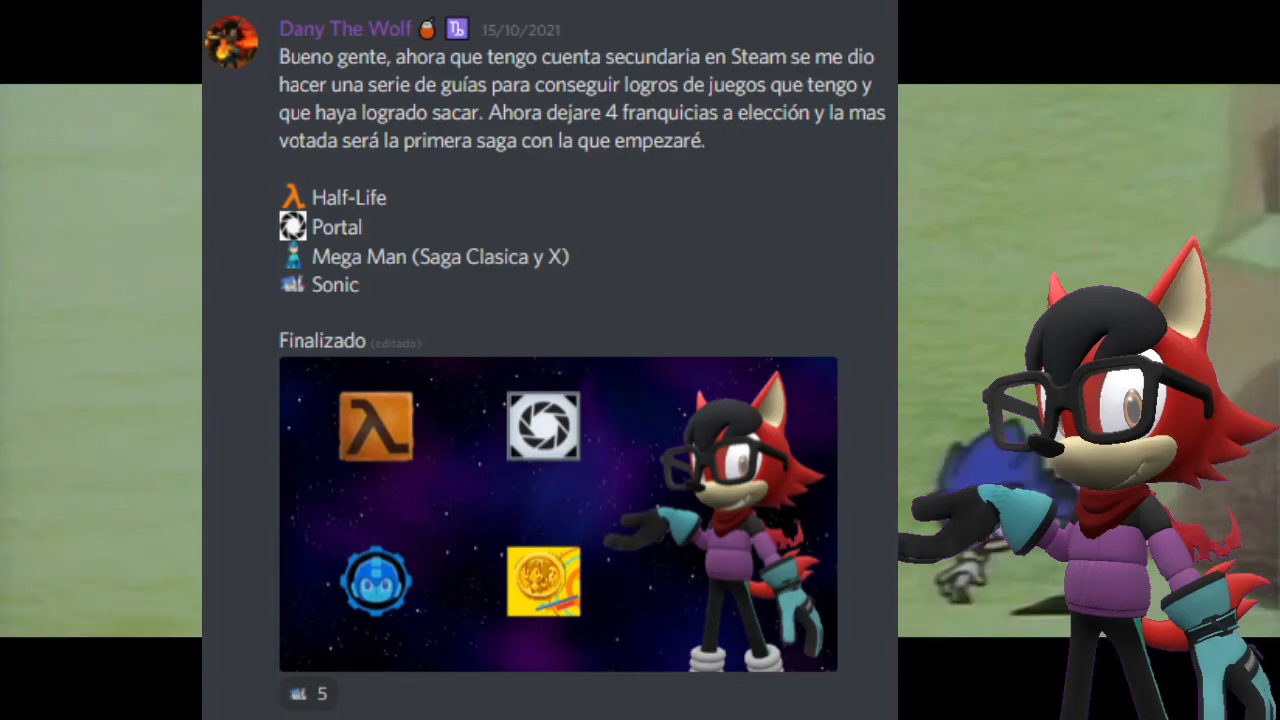 Dany The Wolf 15/10/2021
Bueno gente, ahora que tengo cuenta secundaria en Steam se me dio
hacer una serie de guías para conseguir logros de juegos que tengo y
que haya logrado sacar. Ahora dejare 4 franquicias a elección y la mas
votada será la primera saga con la que empezaré.
Half-Life
Portal
Mega Man (Saga Clasica y X)
Sonic
Finalizado (editado)
5